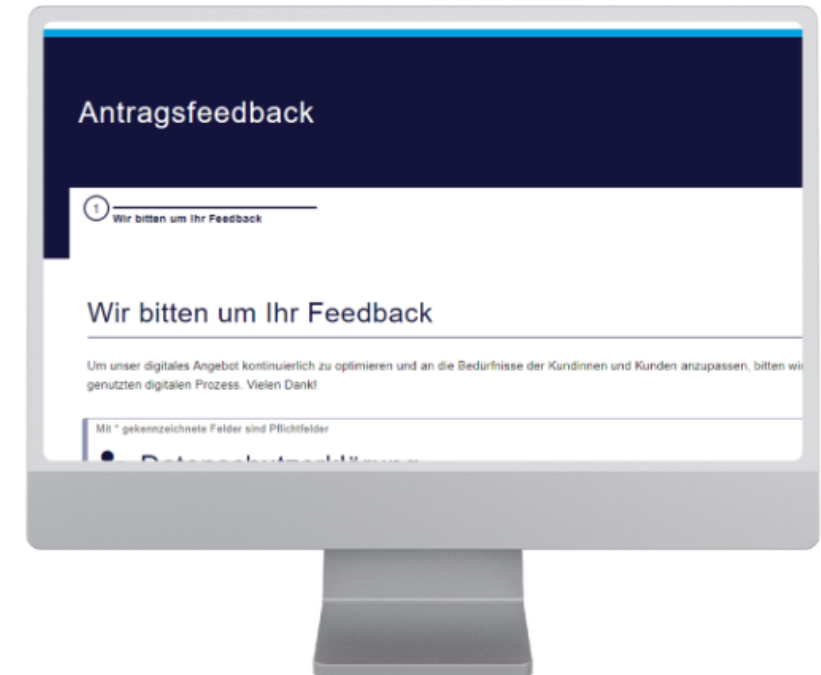 Antragsfeedback
1
Wir bitten um Ihr Feedback
Wir bitten um Ihr Feedback
Um unser digitales Angebot kontinuierlich zu optimieren und an die Bedürfnisse der Kundinnen und Kunden anzupassen, bitten wir
genutzten digitalen Prozess. Vielen Dank!
Mit * gekennzeichnete Felder sind Pflichtfelder
Datenschutzerklärung